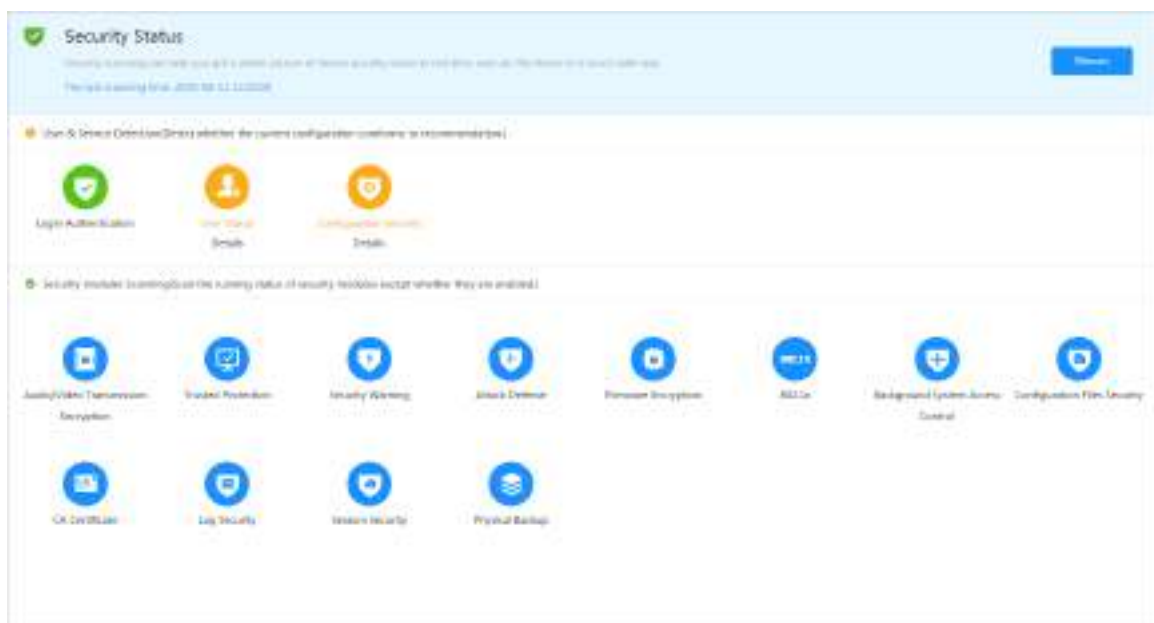 Security Status
User & Service Detection(Detect whether the current configuration conforms to recommendation.)
Login Authentication
User Status
Configuration Security
Details
Details
Security Modules Scanning(Scan the running status of security modules except whether they are enabled.)
Audio/Video Transmission
Encryption
Trusted Protection
Security Warning
Attack Defense
Firmware Encryption
802.1x
802.1x
Background System Access
Control
Configuration Files Security
CA Certificate
Log Security
Session Security
Physical Backup